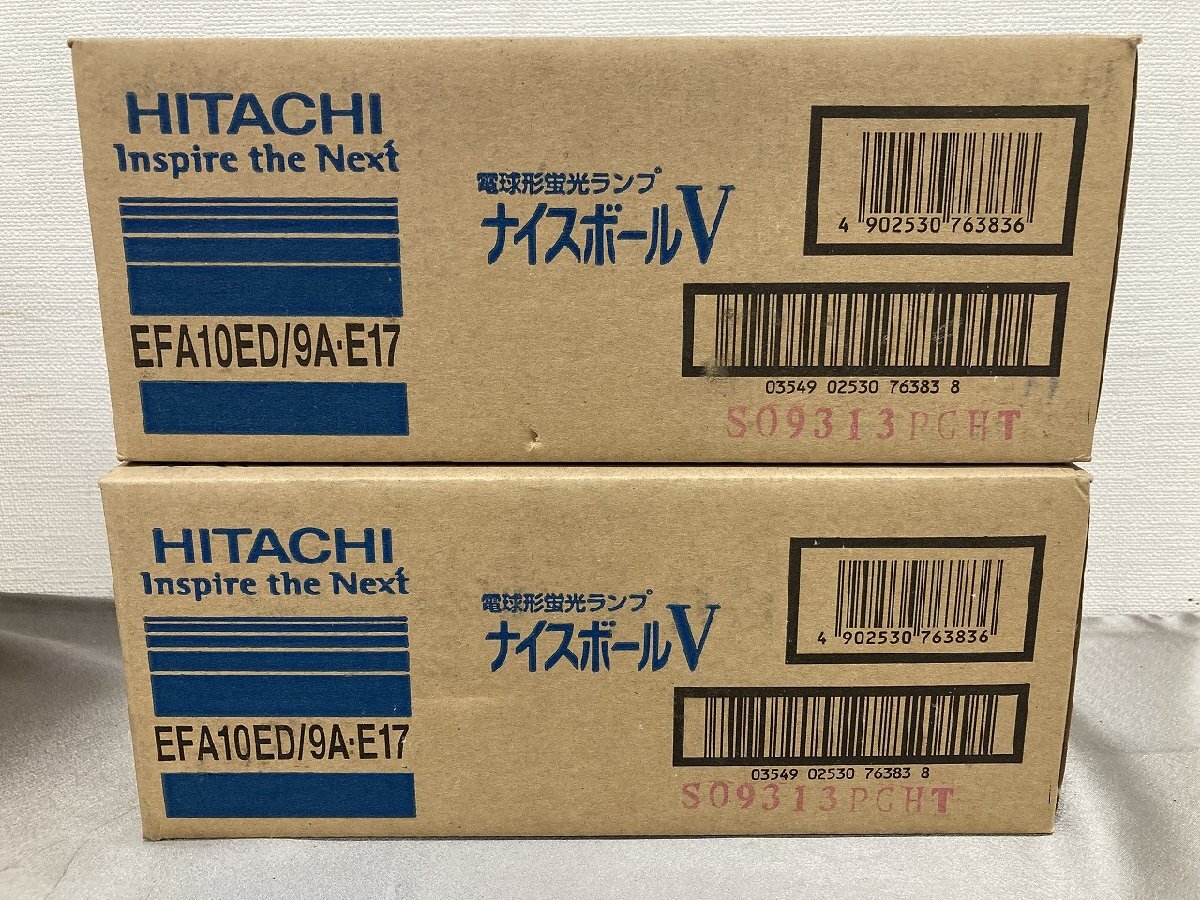 HITACHI
Inspire the Next
EFA10ED/9A・E17
電球形蛍光ランプ
ナイスボールV
4 902530 763836
03549 02530 76383 8
S09313PGHT
HITACHI
Inspire the Next
EFA10ED/9A・E17
電球形蛍光ランプ
ナイスボールV
4 902530 763836
03549 02530 76383 8
S09313PGHT